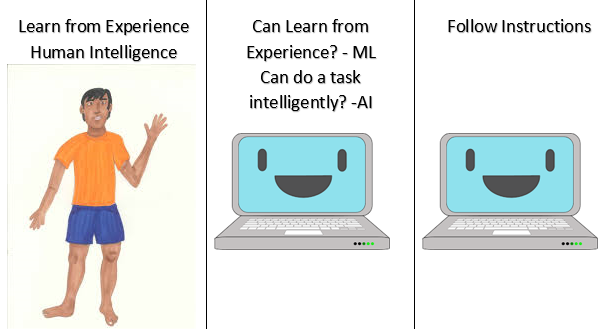 Learn from Experience
Human Intelligence
Can Learn from
Experience? - ML
Can do a task
intelligently? -AI
Follow Instructions